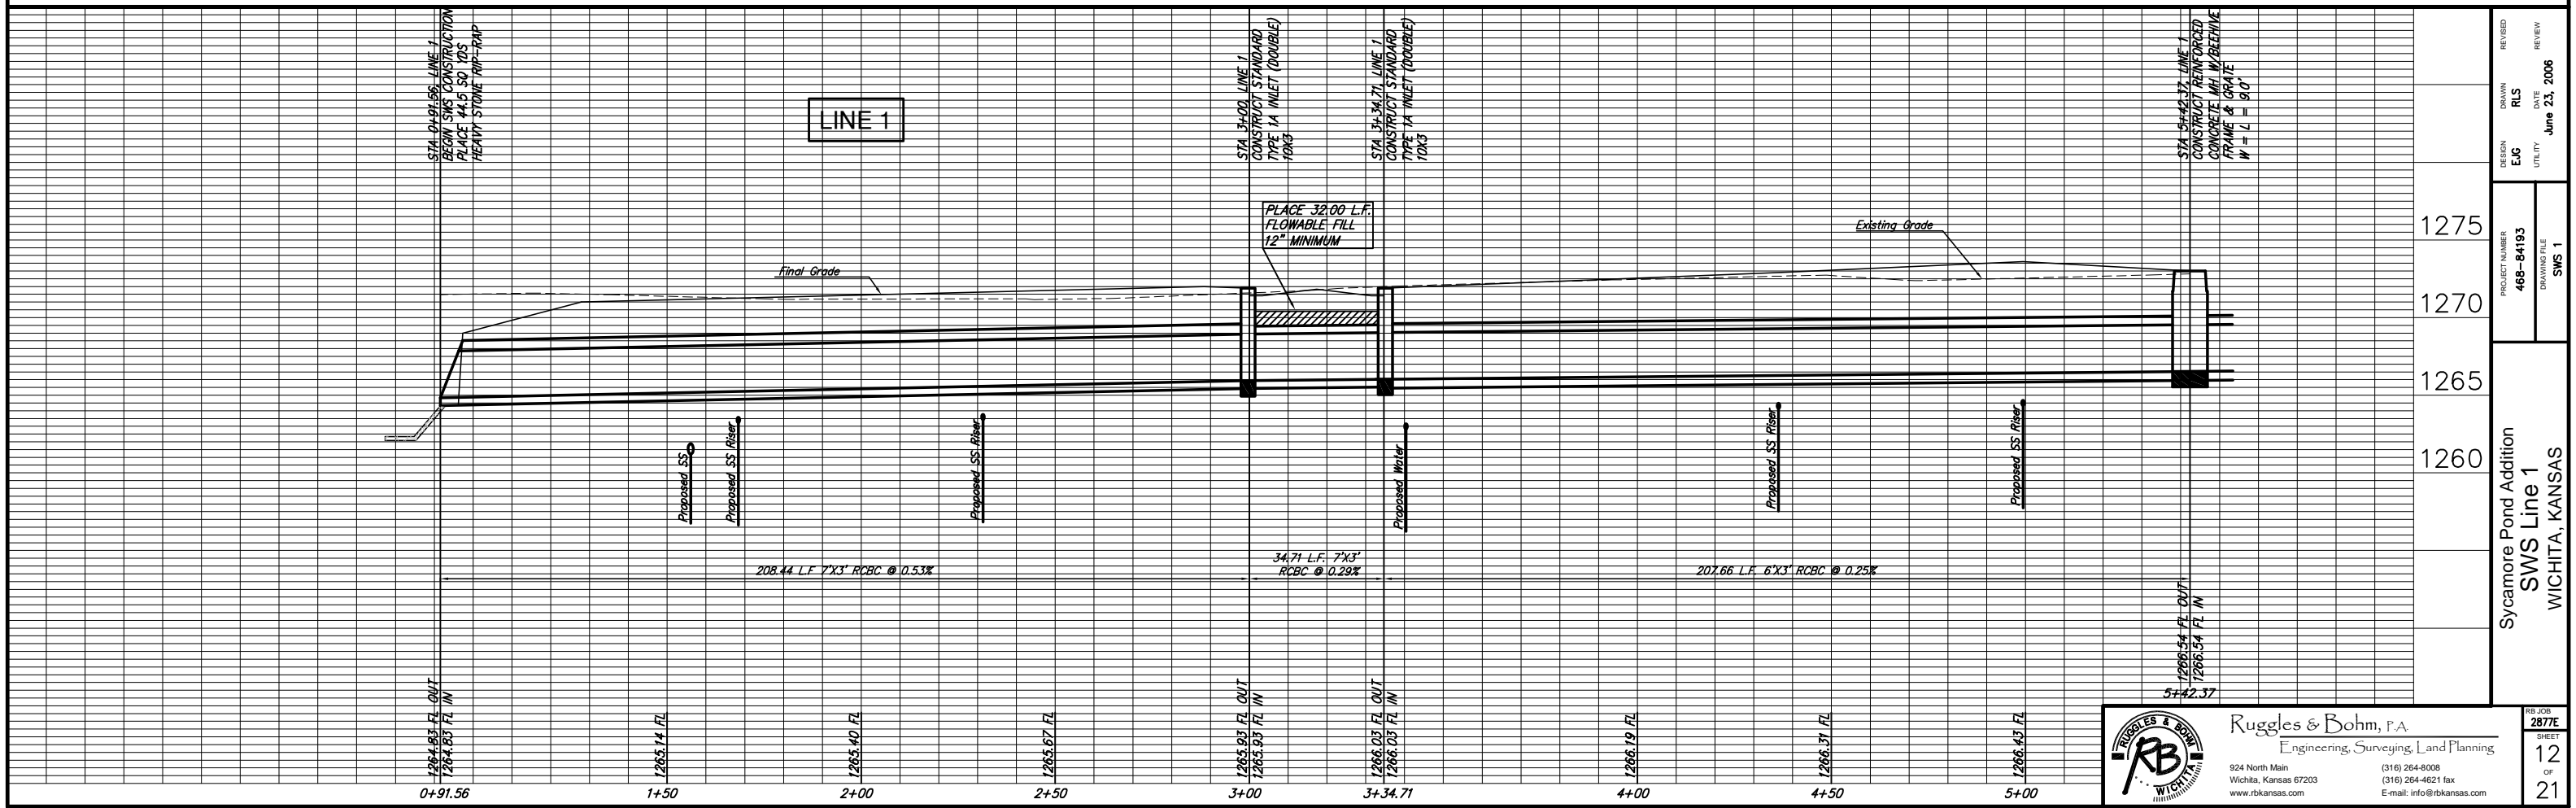 STA 0+91.56, LINE 1
BEGIN SWS CONSTRUCTION
PLACE 44.5 SQ YDS
HEAVY STONE RIP-RAP
LINE 1
STA 3+00, LINE 1
CONSTRUCT STANDARD
TYPE 1A INLET (DOUBLE)
10X3
STA 3+34.71, LINE 1
CONSTRUCT STANDARD
TYPE 1A INLET (DOUBLE)
10X3
STA 5+42.37, LINE 1
CONSTRUCT REINFORCED
CONCRETE MH W/BEEHIVE
FRAME & GRATE
W = L = 9.0'
PLACE 32.00 L.F.
FLOWABLE FILL
12" MINIMUM
Final Grade
Existing Grade
1275
1270
1265
1260
Proposed SS
Proposed SS Riser
Proposed SS Riser
Proposed Water
Proposed SS Riser
Proposed SS Riser
208.44 L.F 7'X3' RCBC @ 0.53%
34.71 L.F. 7'X3'
RCBC @ 0.29%
207.66 L.F. 6'X3' RCBC @ 0.25%
1264.83 FL OUT
1264.83 FL IN
1265.14 FL
1265.40 FL
1265.67 FL
1265.93 FL OUT
1265.93 FL IN
1266.03 FL OUT
1266.03 FL IN
1266.19 FL
1266.31 FL
1266.43 FL
1266.54 FL OUT
1266.54 FL IN
5+42.37
0+91.56
1+50
2+00
2+50
3+00
3+34.71
4+00
4+50
5+00
DESIGN
EJG
DRAWN
RLS
REVISED
UTILITY
DATE
June 23, 2006
REVIEW
PROJECT NUMBER
468-84193
DRAWING FILE
SWS 1
Sycamore Pond Addition
SWS Line 1
WICHITA, KANSAS
RUGGLES & BOHM
RB
WICHITA
Ruggles & Bohm, P.A.
Engineering, Surveying, Land Planning
924 North Main
Wichita, Kansas 67203
www.rbkansas.com
(316) 264-8008
(316) 264-4621 fax
E-mail: info@rbkansas.com
RB JOB
2877E
SHEET
12
OF
21